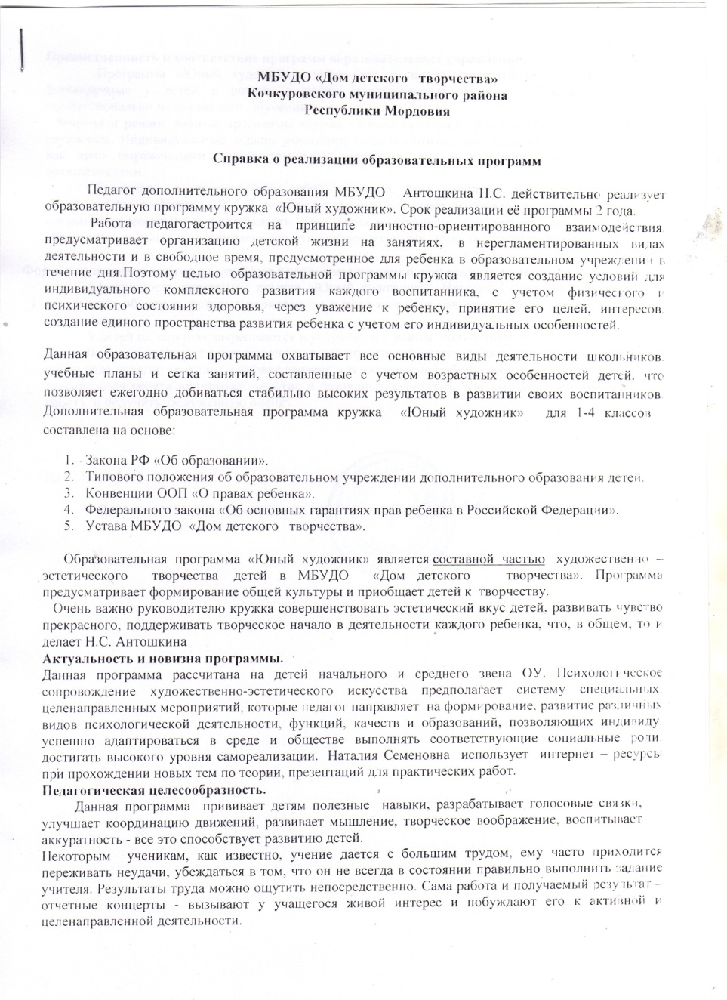 МБУДО «Дом детского творчества»
Кочкуровского муниципального района
Республики Мордовия
Справка о реализации образовательных программ
Педагог дополнительного образования МБУДО Антошкина Н.С. действительно реализует
образовательную программу кружка «Юный художник». Срок реализации её программы 2 года.
Работа педагогастроится на принципе личностно-ориентированного взаимодействия,
предусматривает организацию детской жизни на занятиях, в нерегламентированных видах
деятельности и в свободное время, предусмотренное для ребенка в образовательном учреждении в
течение дня.Поэтому целью образовательной программы кружка является создание условий для
индивидуального комплексного развития каждого воспитанника, с учетом физического и
психического состояния здоровья, через уважение к ребенку, принятие его целей, интересов,
создание единого пространства развития ребенка с учетом его индивидуальных особенностей.
Данная образовательная программа охватывает все основные виды деятельности школьников,
учебные планы и сетка занятий, составленные с учетом возрастных особенностей детей, что
позволяет ежегодно добиваться стабильно высоких результатов в развитии своих воспитанников.
Дополнительная образовательная программа кружка «Юный художник» для 1-4 классов
составлена на основе:
1. Закона РФ «Об образовании».
2. Типового положения об образовательном учреждении дополнительного образования детей.
3. Конвенции ООП «О правах ребенка».
4. Федерального закона «Об основных гарантиях прав ребенка в Российской Федерации».
5. Устава МБУДО «Дом детского творчества».
Образовательная программа «Юный художник» является составной частью художественно –
эстетического творчества детей в МБУДО «Дом детского творчества». Программа
предусматривает формирование общей культуры и приобщает детей к творчеству.
Очень важно руководителю кружка совершенствовать эстетический вкус детей, развивать чувство
прекрасного, поддерживать творческое начало в деятельности каждого ребенка, что, в общем, то и
делает Н.С. Антошкина
Актуальность и новизна программы.
Данная программа рассчитана на детей начального и среднего звена ОУ. Психологическое
сопровождение художественно-эстетического искусства предполагает систему специальных,
целенаправленных мероприятий, которые педагог направляет на формирование, развитие различных
видов психологической деятельности, функций, качеств и образований, позволяющих индивиду,
успешно адаптироваться в среде и обществе выполнять соответствующие социальные роли,
достигать высокого уровня самореализации. Наталия Семеновна использует интернет – ресурсы
при прохождении новых тем по теории, презентаций для практических работ.
Педагогическая целесообразность.
Данная программа прививает детям полезные навыки, разрабатывает голосовые связки,
улучшает координацию движений, развивает мышление, творческое воображение, воспитывает
аккуратность - все это способствует развитию детей.
Некоторым ученикам, как известно, учение дается с большим трудом, ему часто приходится
переживать неудачи, убеждаться в том, что он не всегда в состоянии правильно выполнить задание
учителя. Результаты труда можно ощутить непосредственно. Сама работа и получаемый результат –
отчетные концерты - вызывают у учащегося живой интерес и побуждают его к активной и
целенаправленной деятельности.